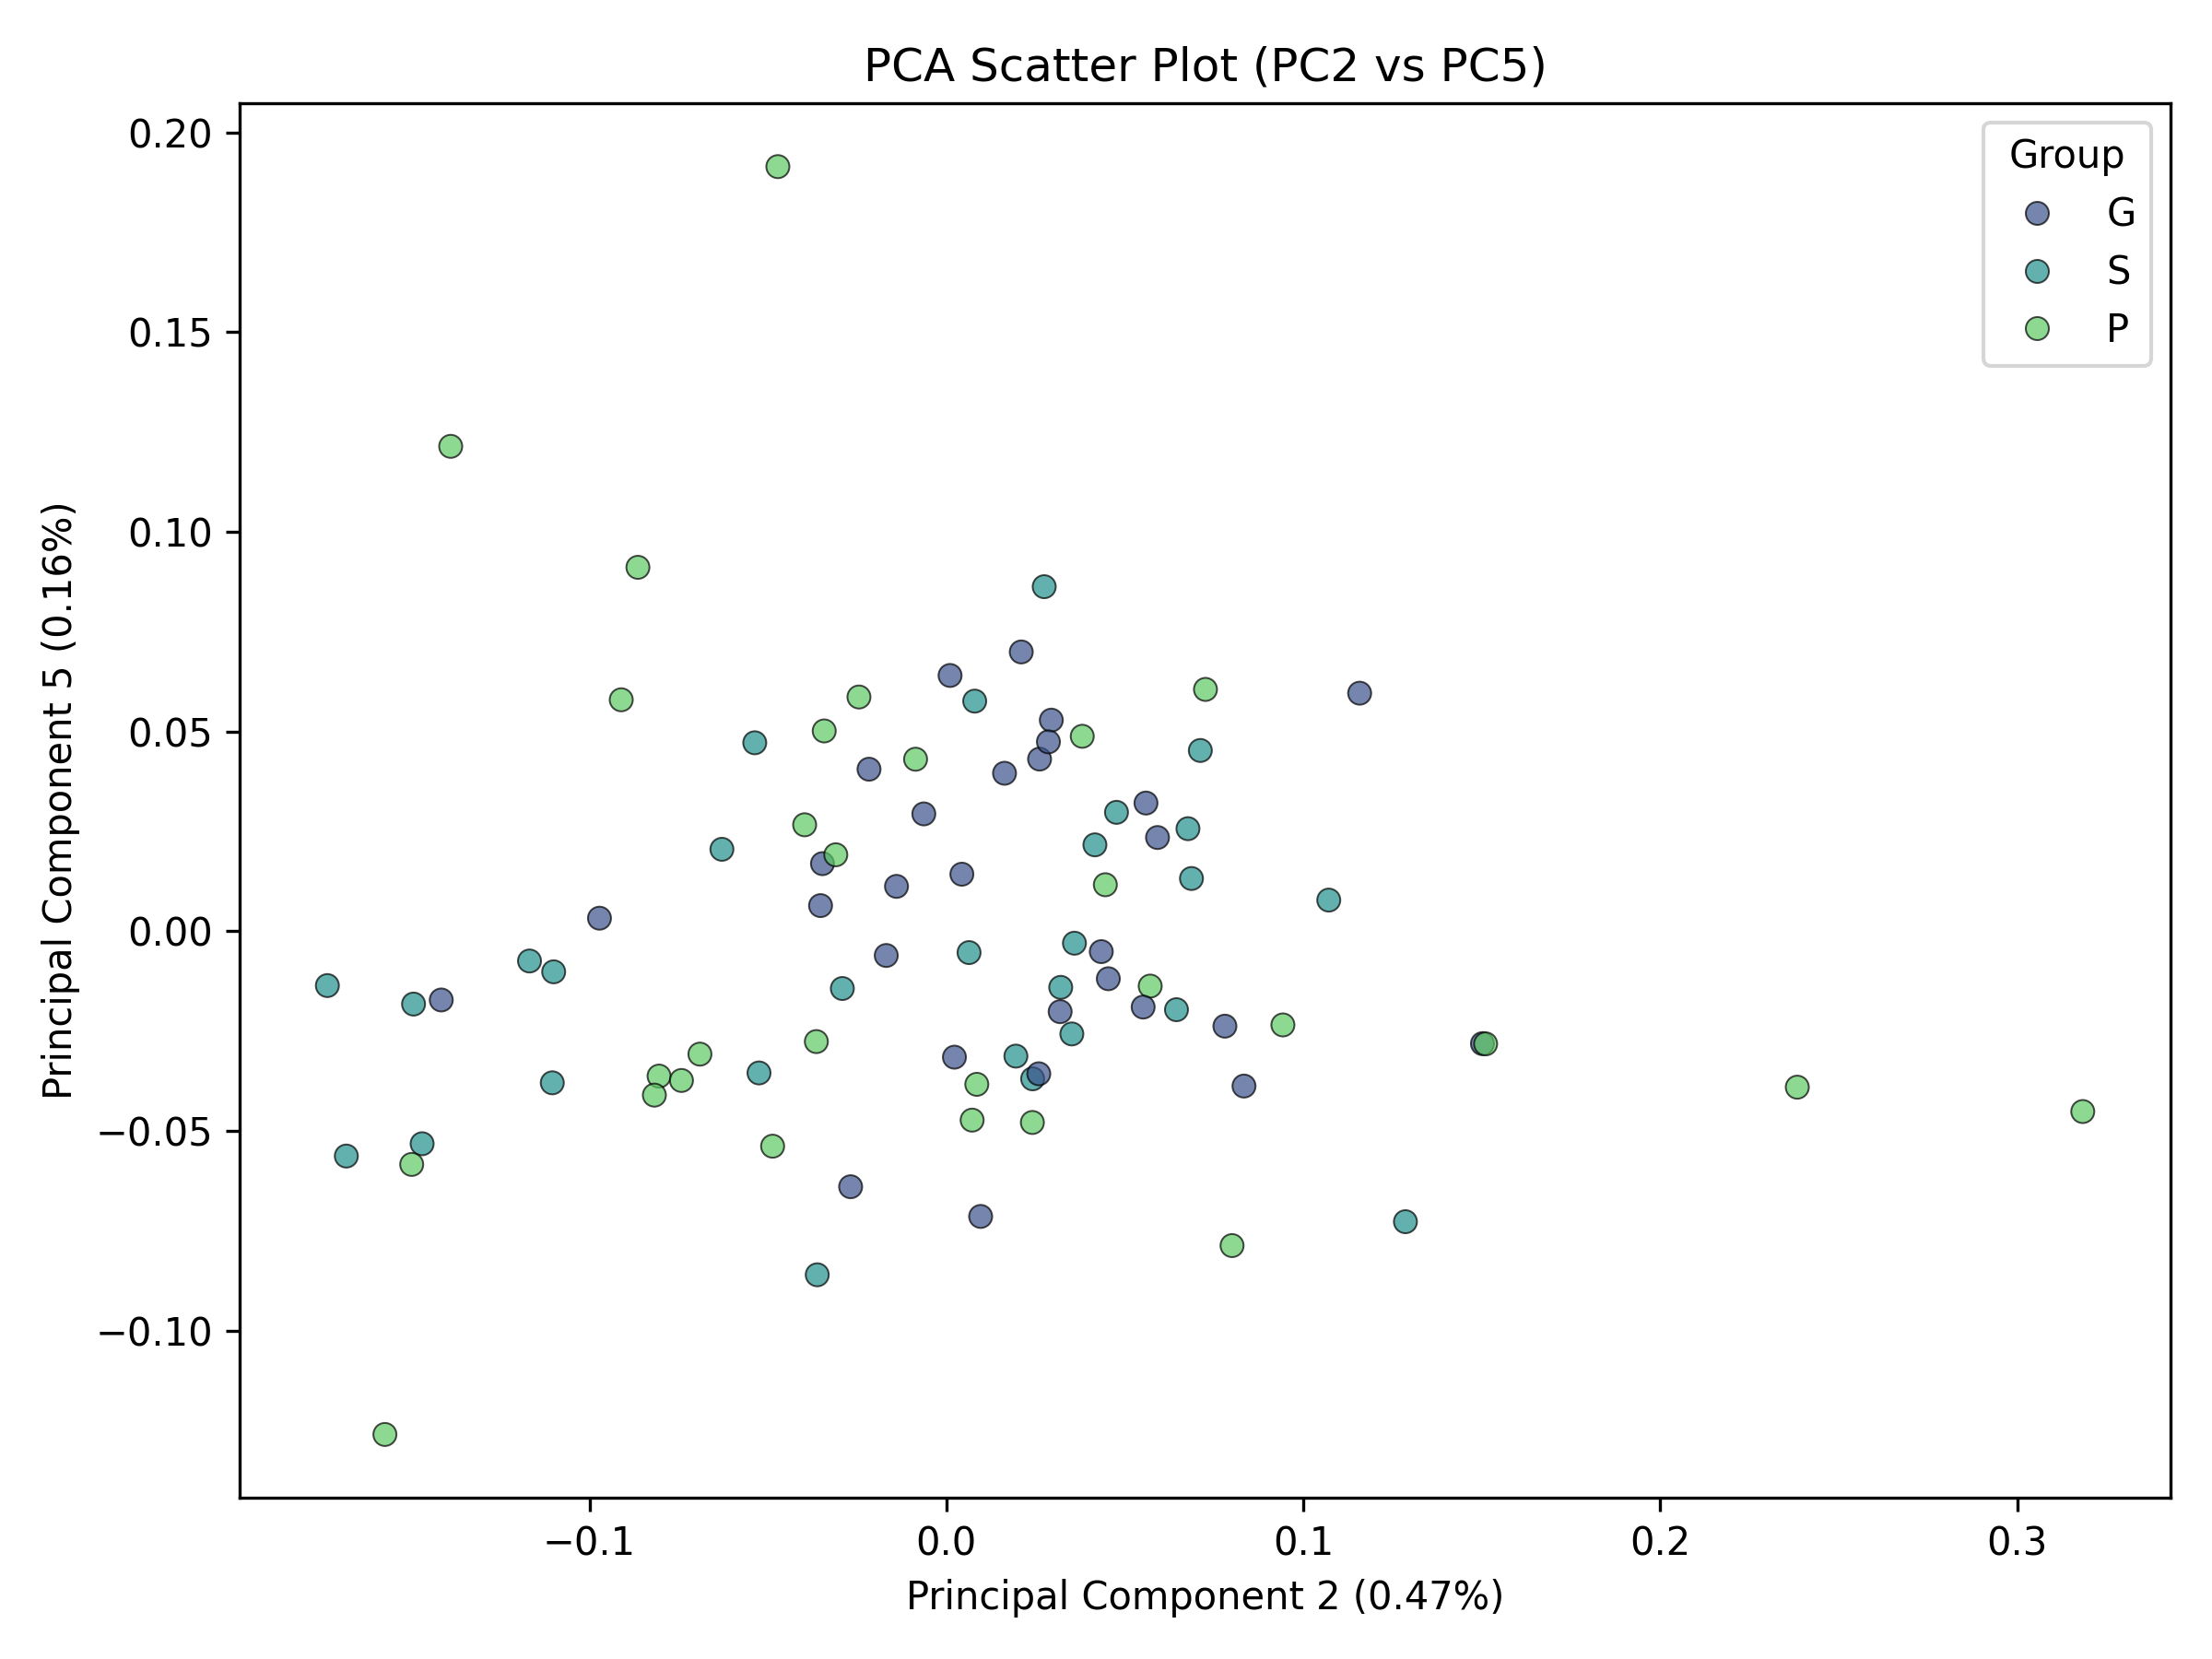 PCA Scatter Plot (PC2 vs PC5)
Group
G
S
P
0.20
0.15
0.10
0.05
0.00
−0.05
−0.10
Principal Component 5 (0.16%)
−0.1
0.0
0.1
0.2
0.3
Principal Component 2 (0.47%)